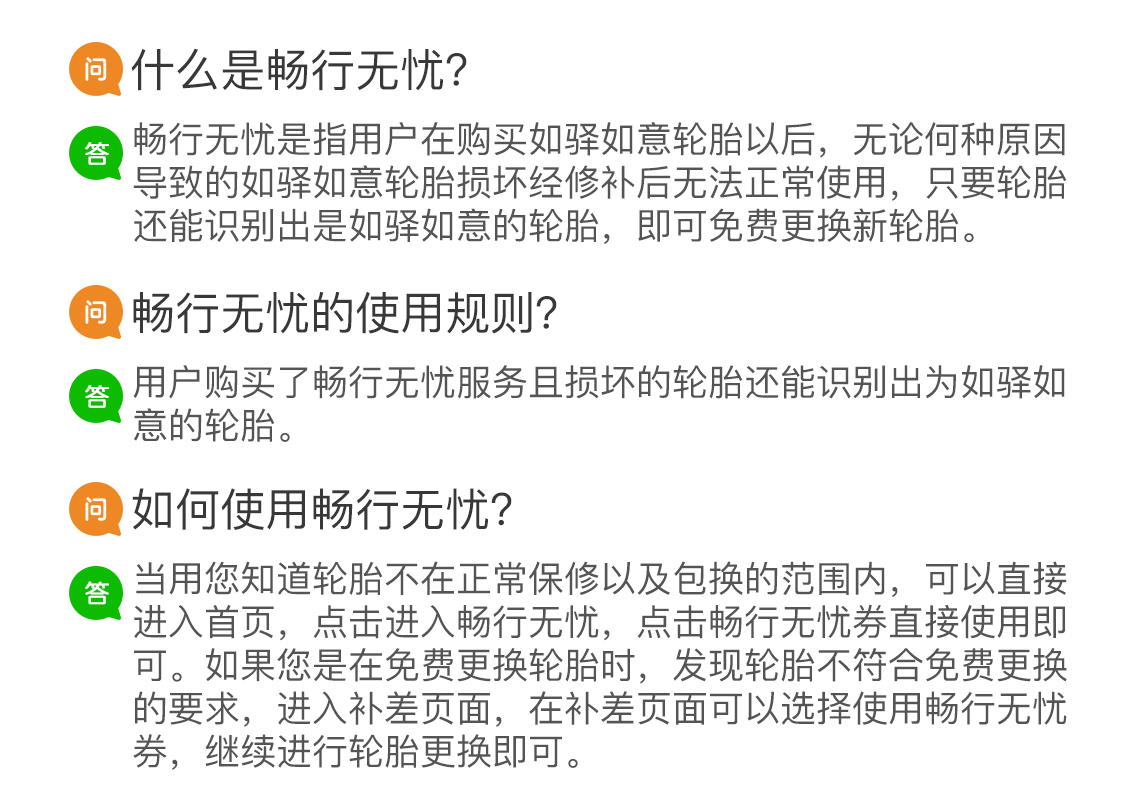 问 什么是畅行无忧?
答 畅行无忧是指用户在购买如驿如意轮胎以后，无论何种原因
导致的如驿如意轮胎损坏经修补后无法正常使用，只要轮胎
还能识别出是如驿如意的轮胎，即可免费更换新轮胎。
问 畅行无忧的使用规则?
答 用户购买了畅行无忧服务且损坏的轮胎还能识别出为如驿如
意的轮胎。
问 如何使用畅行无忧?
答 当用您知道轮胎不在正常保修以及包换的范围内，可以直接
进入首页，点击进入畅行无忧，点击畅行无忧券直接使用即
可。如果您是在免费更换轮胎时，发现轮胎不符合免费更换
的要求，进入补差页面，在补差页面可以选择使用畅行无忧
券，继续进行轮胎更换即可。